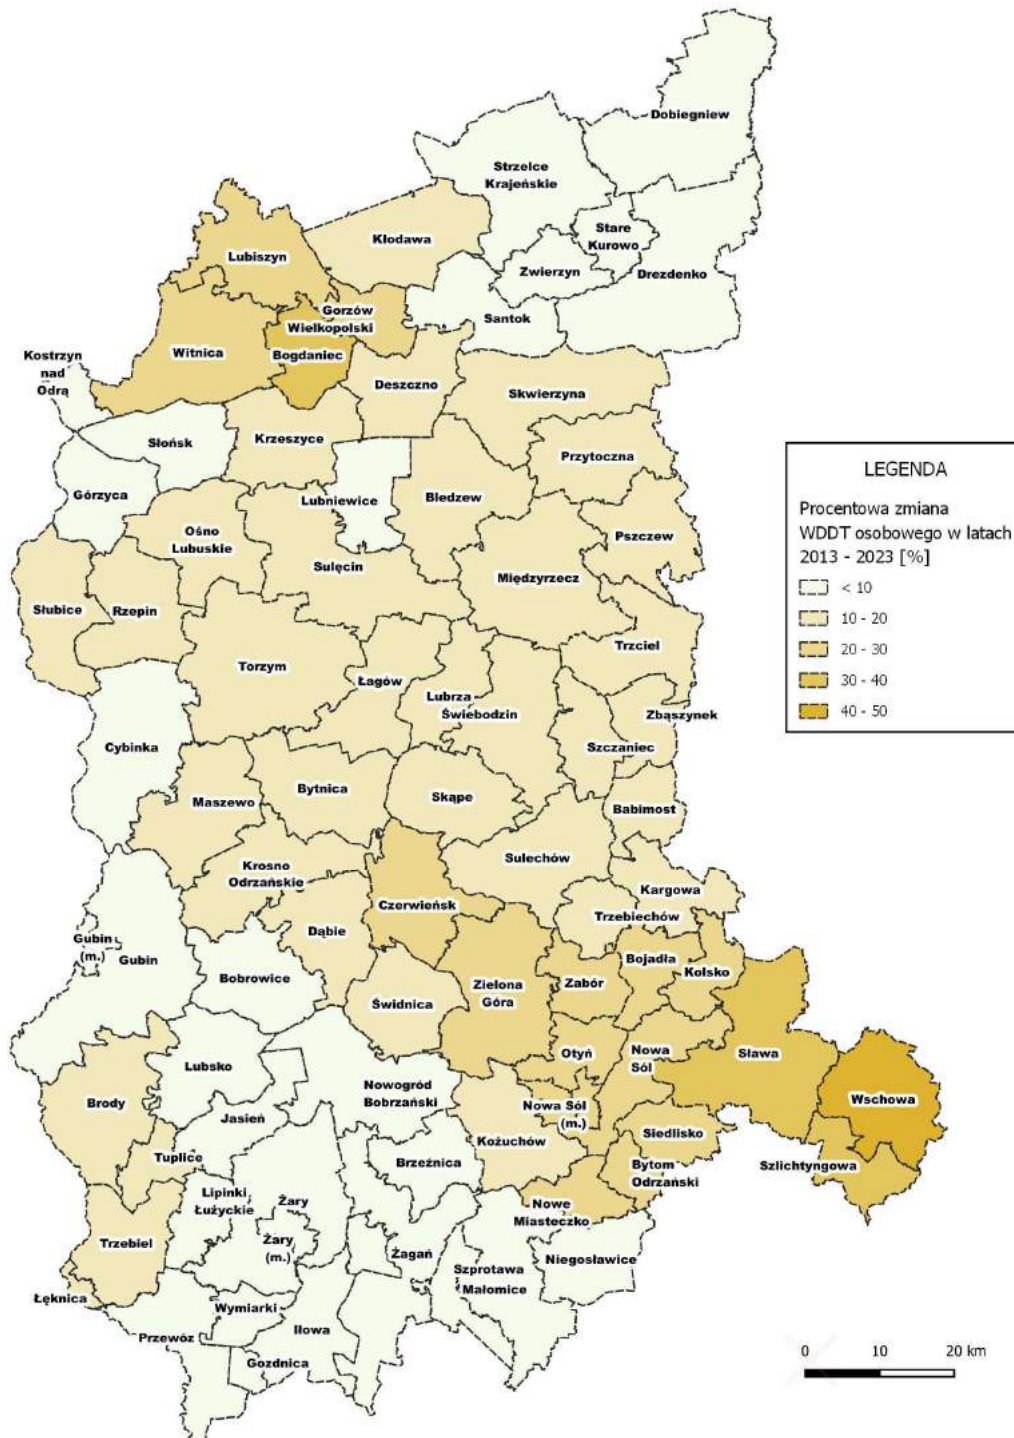 Dobiegniew
Strzelce
Krajeńskie
Stare
Kurowo
Kłodawa
Lubiszyn
Zwierzyn
Drezdenko
Gorzów
Wielkopolski
Santok
Witnica
Bogdaniec
Kostrzyn
nad
Odrą
Deszczno
Skwierzyna
Słońsk
Krzeszyce
Przytoczna
Górzyca
Lubniewice
Bledzew
Ośno
Lubuskie
Pszczew
Sulęcin
Międzyrzecz
Słubice
Rzepin
Trzciel
Torzym
Łagów
Lubrza
Świebodzin
Zbąszynek
Cybinka
Szczaniec
Bytnica
Skąpe
Maszewo
Babimost
Sulechów
Krosno
Odrzańskie
Kargowa
Czerwieńsk
Trzebiechów
Dąbie
Gubin
(m.)
Gubin
Bojadła
Kolsko
Bobrowice
Zielona
Góra
Zabór
Świdnica
Otyń
Nowa
Sól
Sława
Lubsko
Nowogród
Bobrzański
Wschowa
Brody
Nowa Sól
(m.)
Jasień
Kożuchów
Siedlisko
Tuplice
Brzeźnica
Bytom
Odrzański
Szlichtyngowa
Lipinki
Łużyckie
Żary
Nowe
Miasteczko
Trzebiel
Żary
(m.)
Żagań
Niegosławice
Szprotawa
Małomice
Łęknica
Wymiarki
Przewóz
Iłowa
Gozdnica
LEGENDA
Procentowa zmiana
WDDT osobowego w latach
2013 - 2023 [%]
< 10
10 - 20
20 - 30
30 - 40
40 - 50
0 10 20 km